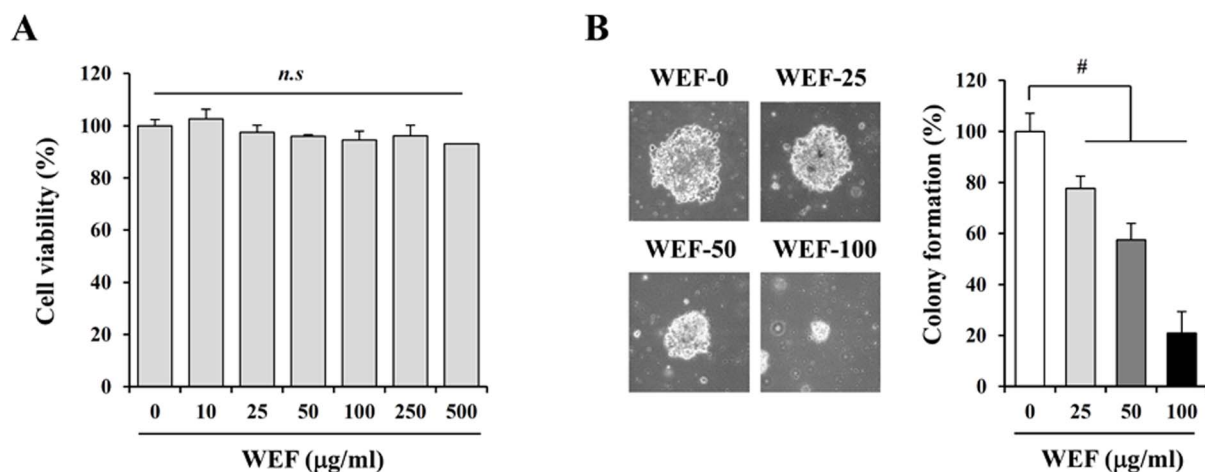 A
Cell viability (%)
120
100
80
60
40
20
0
n.s
0 10 25 50 100 250 500
WEF (µg/ml)
B
WEF-0 WEF-25
WEF-50 WEF-100
Colony formation (%)
120
100
80
60
40
20
0
#
0 25 50 100
WEF (µg/ml)